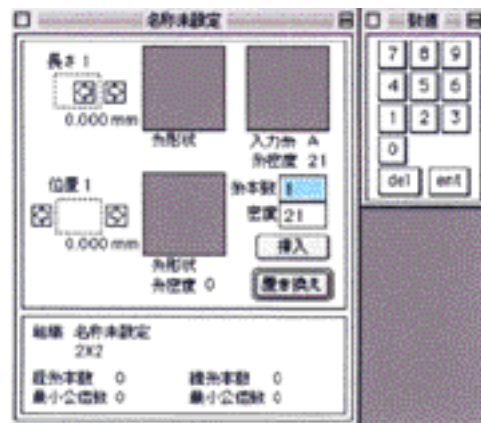 名称未設定
数値
長さ 1
0.000 mm
糸形状
入力糸 A
糸密度 21
位置 1
0.000 mm
糸形状
糸密度 0
糸本数 1
密度 21
挿入
置き換え
7 8 9
4 5 6
1 2 3
0
del ent
組織 名称未設定
2X2
経糸本数 0
緯糸本数 0
最小公倍数 0
最小公倍数 0